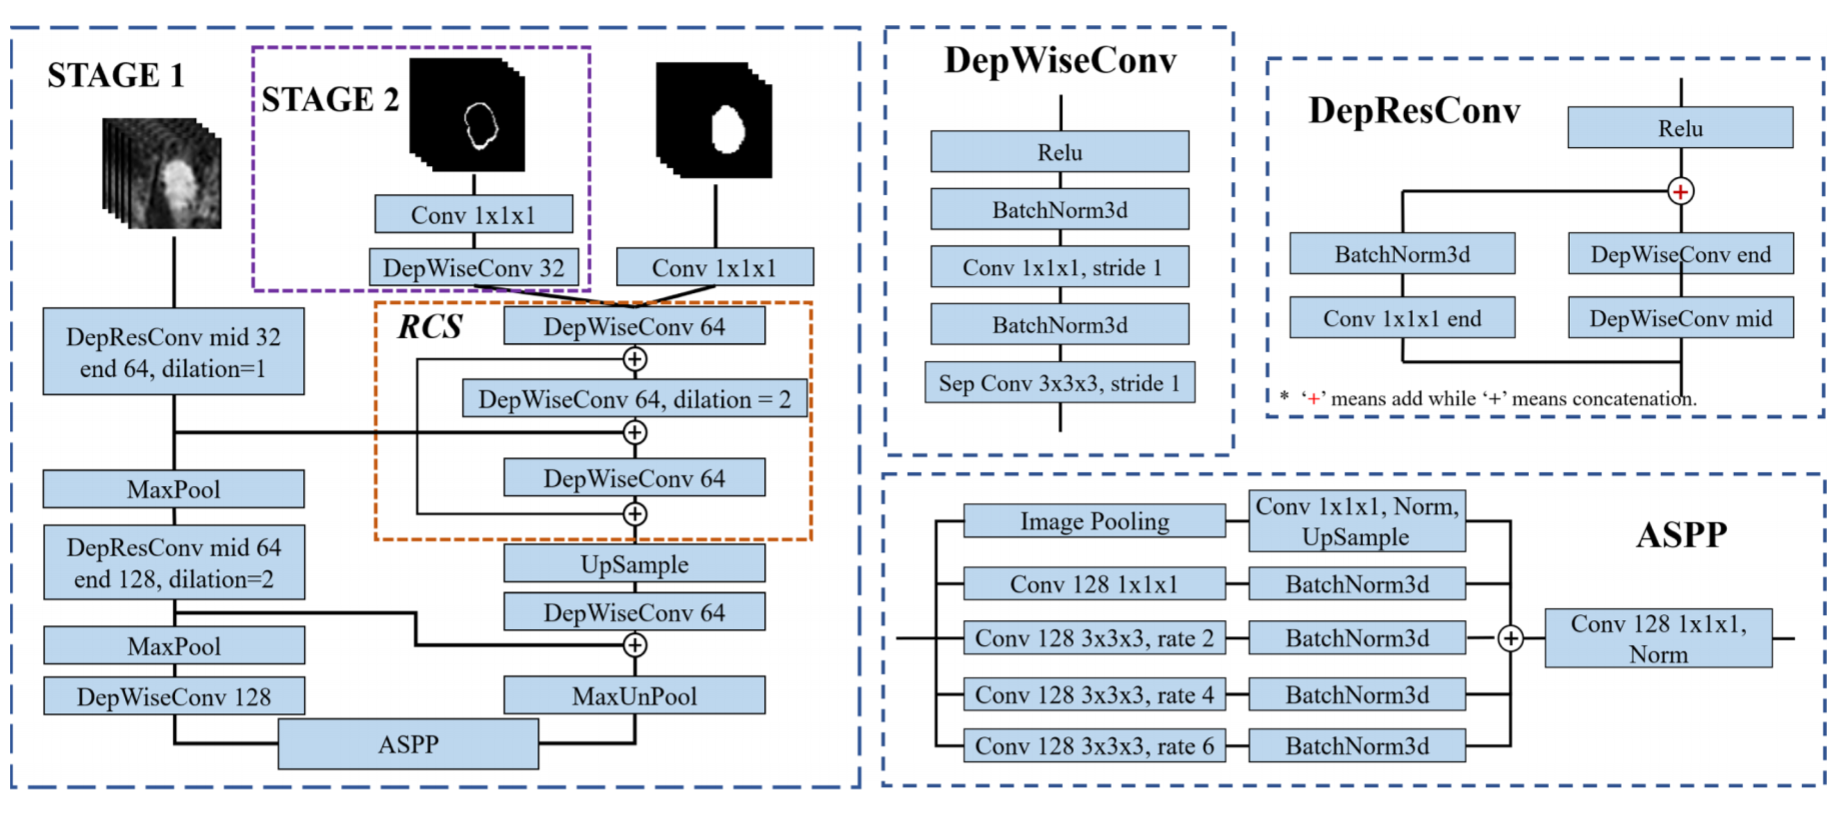 STAGE 1
STAGE 2
Conv 1x1x1
DepWiseConv 32
Conv 1x1x1
RCS
DepWiseConv 64
DepWiseConv 64, dilation = 2
DepWiseConv 64
UpSample
DepWiseConv 64
MaxUnPool
DepResConv mid 32
end 64, dilation=1
MaxPool
DepResConv mid 64
end 128, dilation=2
MaxPool
DepWiseConv 128
ASPP
DepWiseConv
Relu
BatchNorm3d
Conv 1x1x1, stride 1
BatchNorm3d
Sep Conv 3x3x3, stride 1
DepResConv
Relu
+
BatchNorm3d
DepWiseConv end
Conv 1x1x1 end
DepWiseConv mid
* ‘+’ means add while ‘+’ means concatenation.
ASPP
Image Pooling
Conv 1x1x1, Norm,
UpSample
Conv 128 1x1x1
BatchNorm3d
Conv 128 3x3x3, rate 2
BatchNorm3d
Conv 128 3x3x3, rate 4
BatchNorm3d
Conv 128 3x3x3, rate 6
BatchNorm3d
Conv 128 1x1x1,
Norm